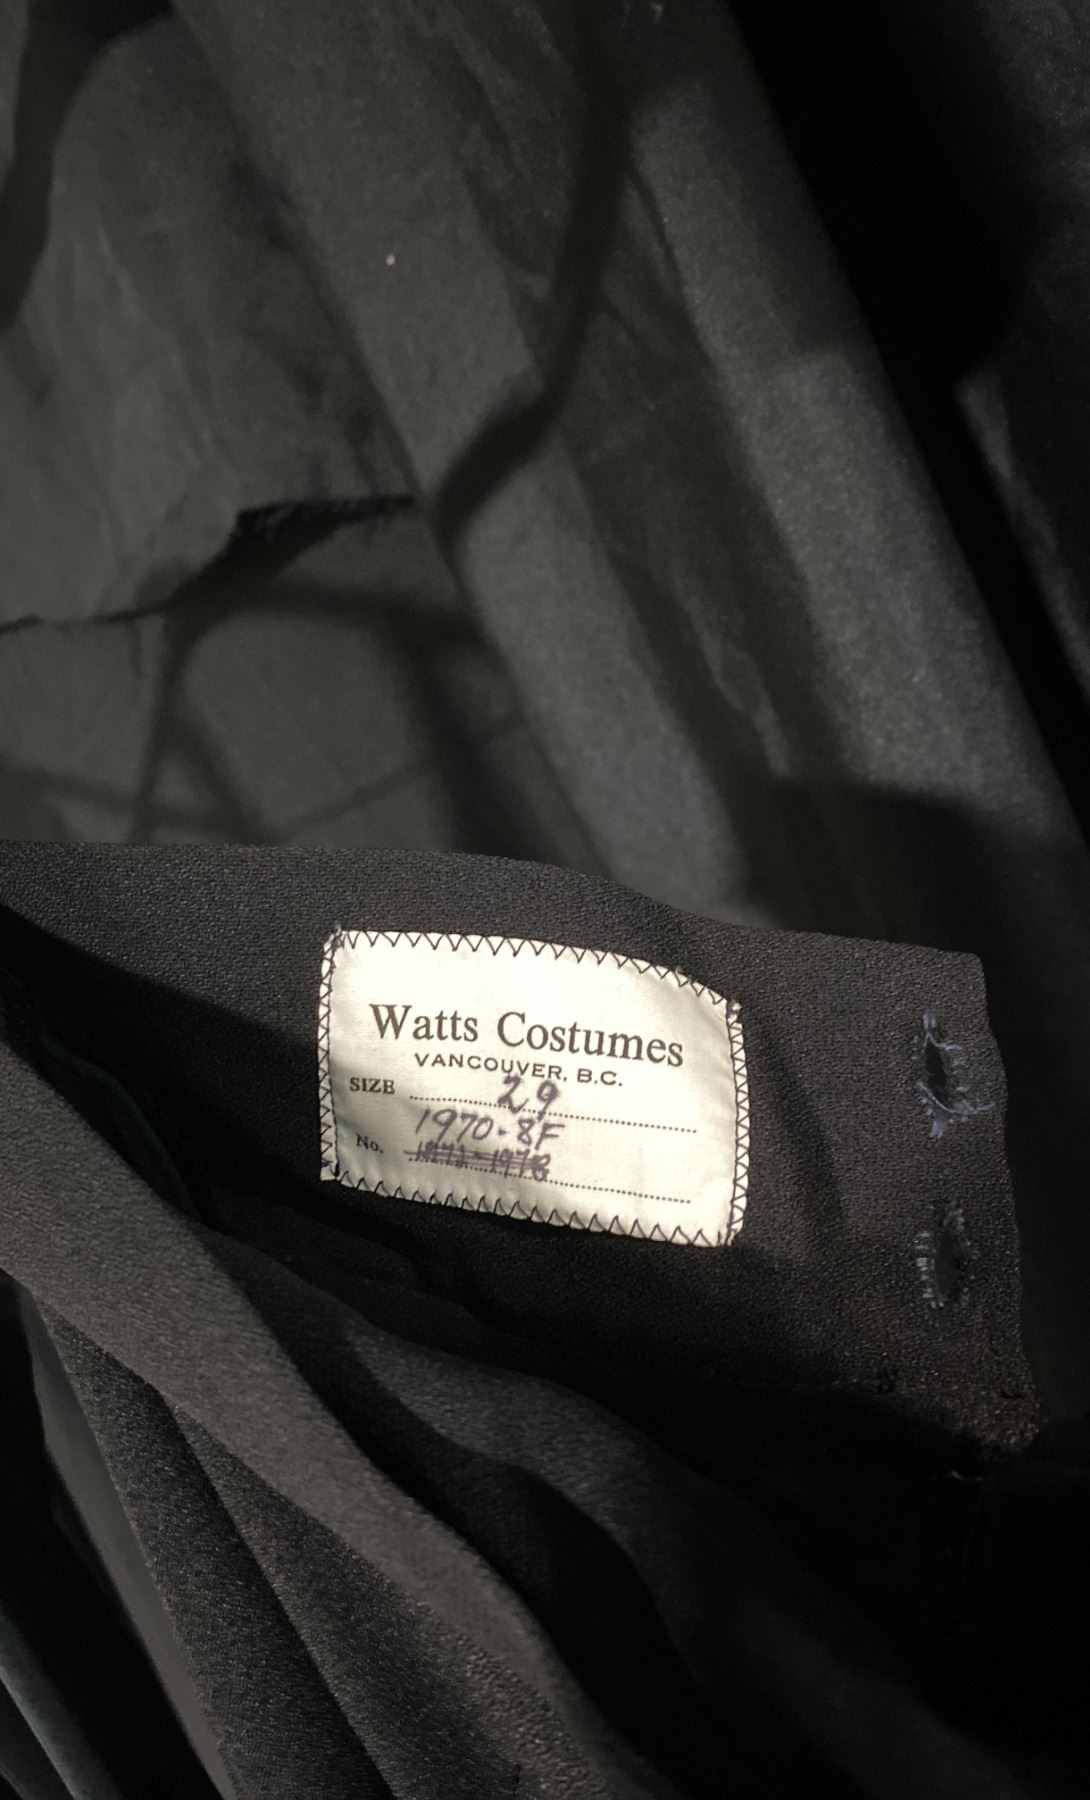 Watts Costumes
VANCOUVER, B.C.
SIZE 29
1970-8F
No.